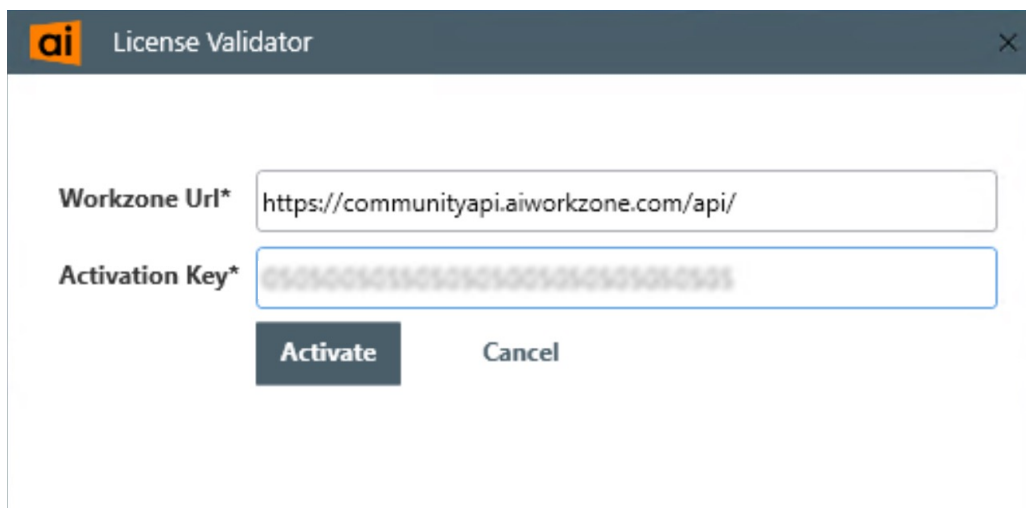 ai License Validator
Workzone Url* https://communityapi.aiworkzone.com/api/
Activation Key*
Activate Cancel